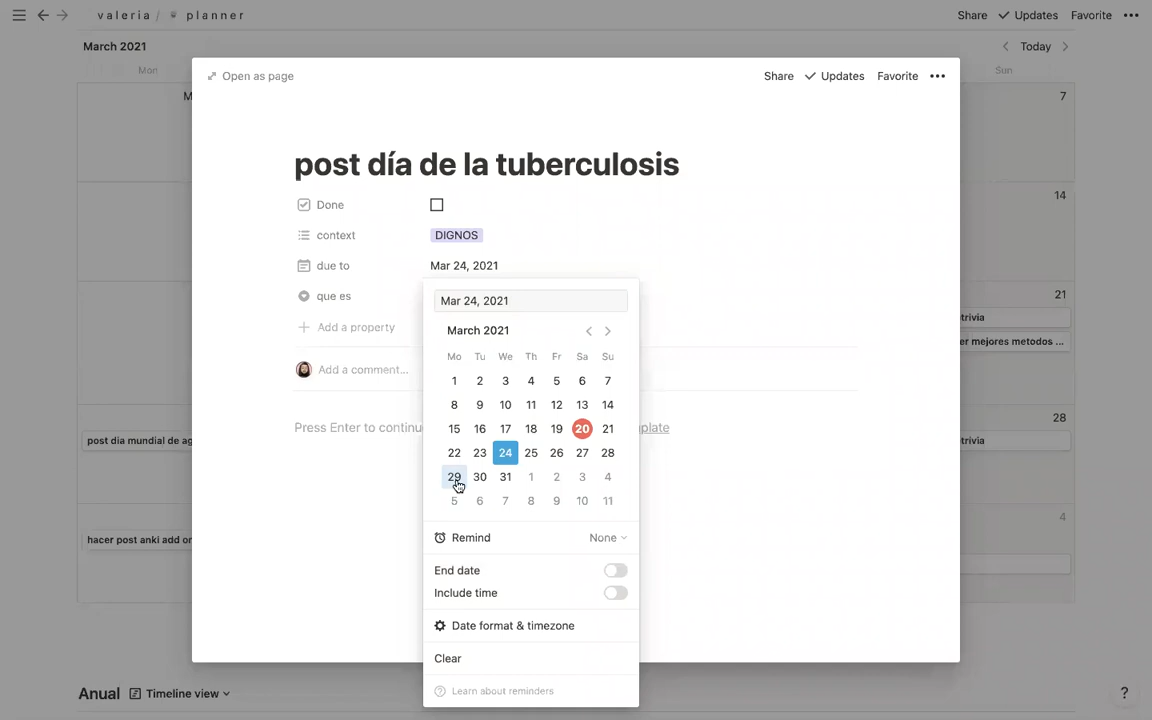 valeria / planner
Share Updates Favorite
March 2021
Today
Mon Sun
M 7
14
21
trivia
er mejores metodos ...
28
post dia mundial de ag
trivia
4
hacer post anki add or
Open as page
Share Updates Favorite
post día de la tuberculosis
Done
context DIGNOS
due to Mar 24, 2021
que es
Add a property
Add a comment...
Press Enter to continu plate
Mar 24, 2021
March 2021
Mo Tu We Th Fr Sa Su
1 2 3 4 5 6 7
8 9 10 11 12 13 14
15 16 17 18 19 20 21
22 23 24 25 26 27 28
29 30 31 1 2 3 4
5 6 7 8 9 10 11
Remind None
End date
Include time
Date format & timezone
Clear
Learn about reminders
Anual Timeline view
?